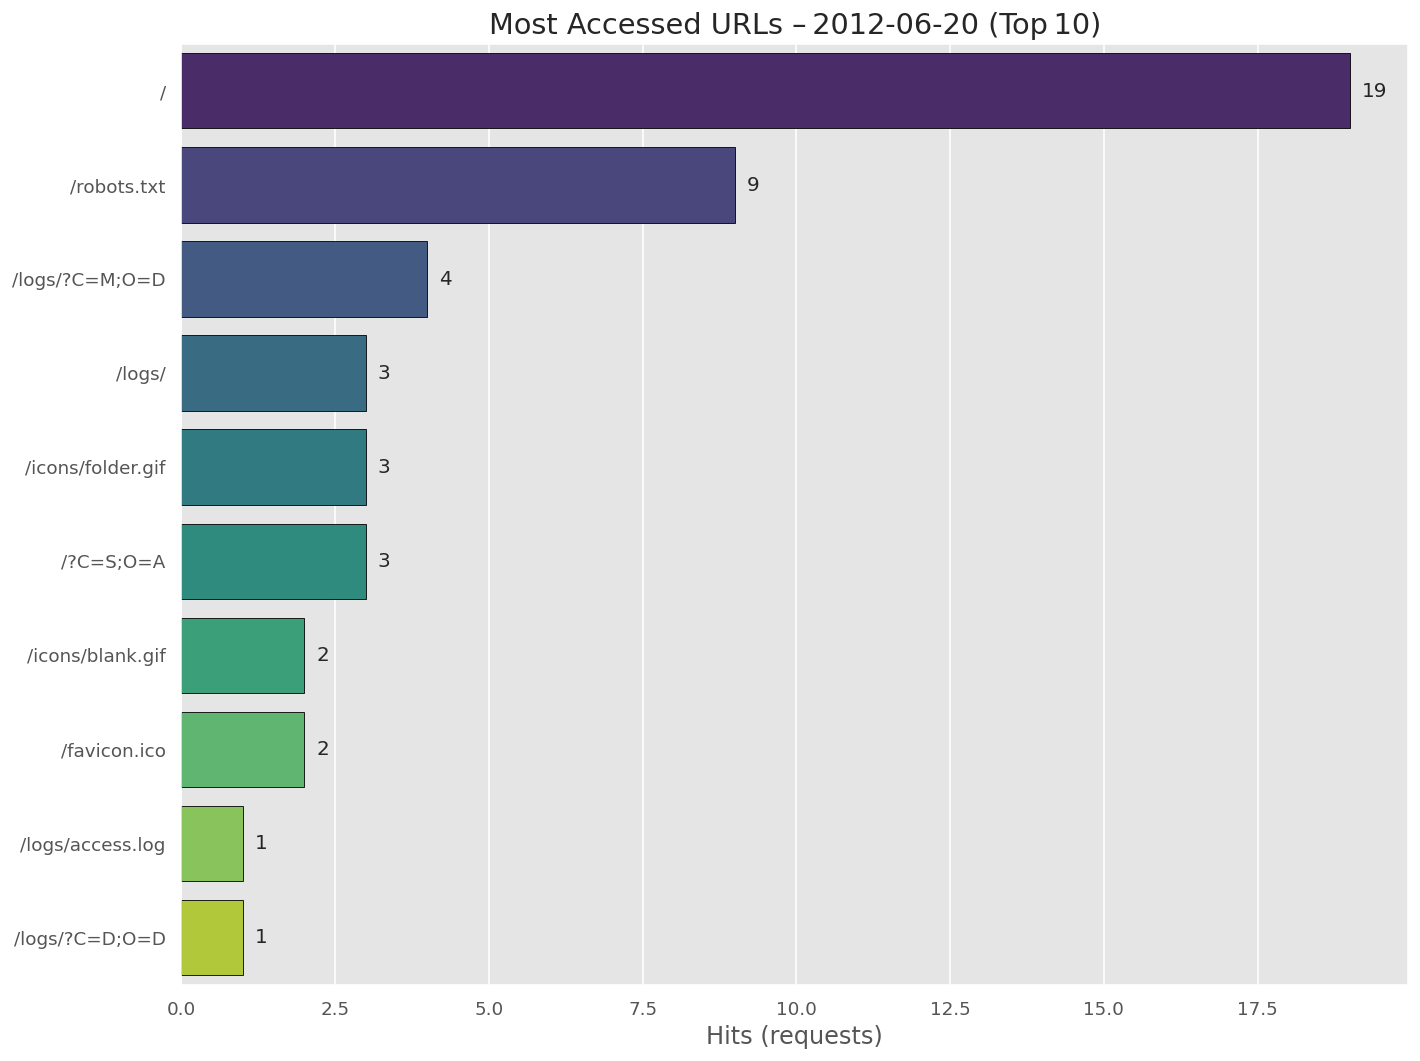 Most Accessed URLs – 2012-06-20 (Top 10)
/ 19
/robots.txt 9
/logs/?C=M;O=D 4
/logs/ 3
/icons/folder.gif 3
/?C=S;O=A 3
/icons/blank.gif 2
/favicon.ico 2
/logs/access.log 1
/logs/?C=D;O=D 1
0.0 2.5 5.0 7.5 10.0 12.5 15.0 17.5
Hits (requests)